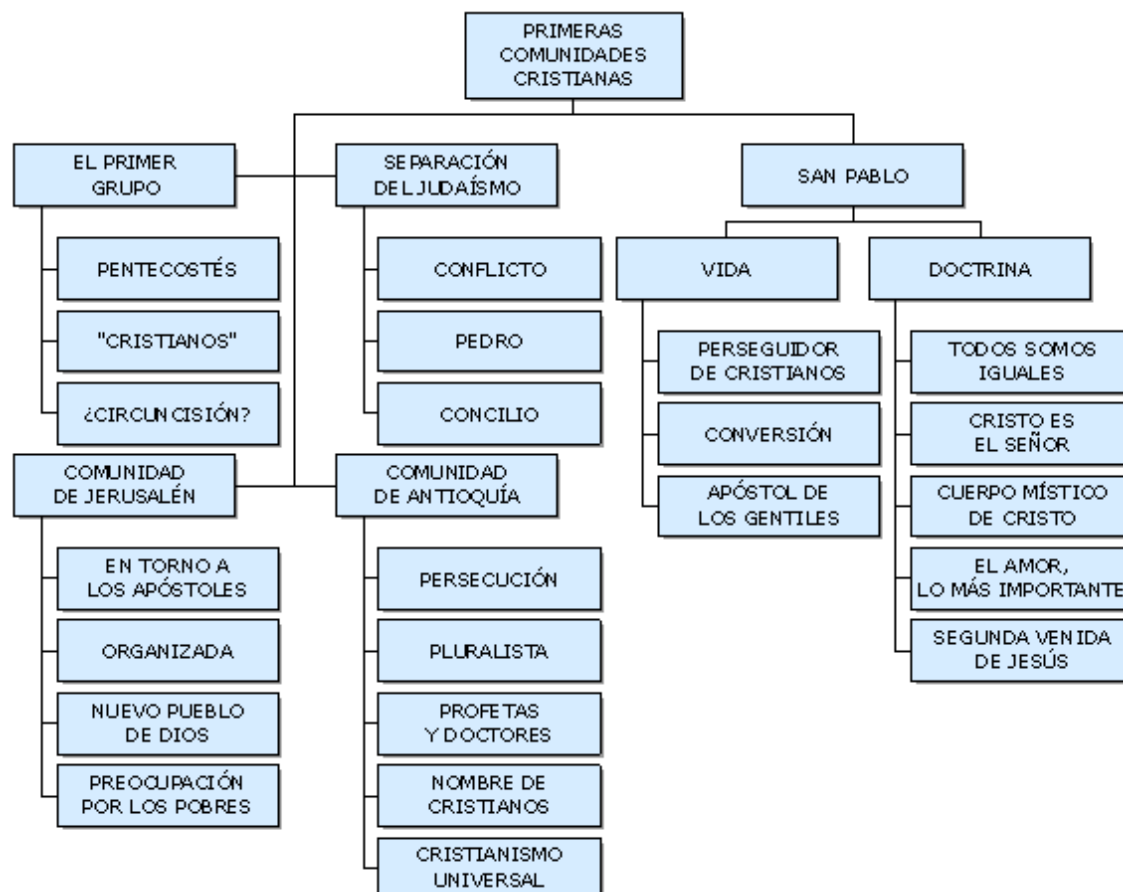 PRIMERAS
COMUNIDADES
CRISTIANAS
EL PRIMER
GRUPO
PENTECOSTÉS
"CRISTIANOS"
¿CIRCUNCISIÓN?
SEPARACIÓN
DEL JUDAÍSMO
CONFLICTO
PEDRO
CONCILIO
COMUNIDAD
DE JERUSALÉN
EN TORNO A
LOS APÓSTOLES
ORGANIZADA
NUEVO PUEBLO
DE DIOS
PREOCUPACIÓN
POR LOS POBRES
COMUNIDAD
DE ANTIOQUÍA
PERSECUCIÓN
PLURALISTA
PROFETAS
Y DOCTORES
NOMBRE DE
CRISTIANOS
CRISTIANISMO
UNIVERSAL
SAN PABLO
VIDA
PERSEGUIDOR
DE CRISTIANOS
CONVERSIÓN
APÓSTOL DE
LOS GENTILES
DOCTRINA
TODOS SOMOS
IGUALES
CRISTO ES
EL SEÑOR
CUERPO MÍSTICO
DE CRISTO
EL AMOR,
LO MÁS IMPORTANTE
SEGUNDA VENIDA
DE JESÚS